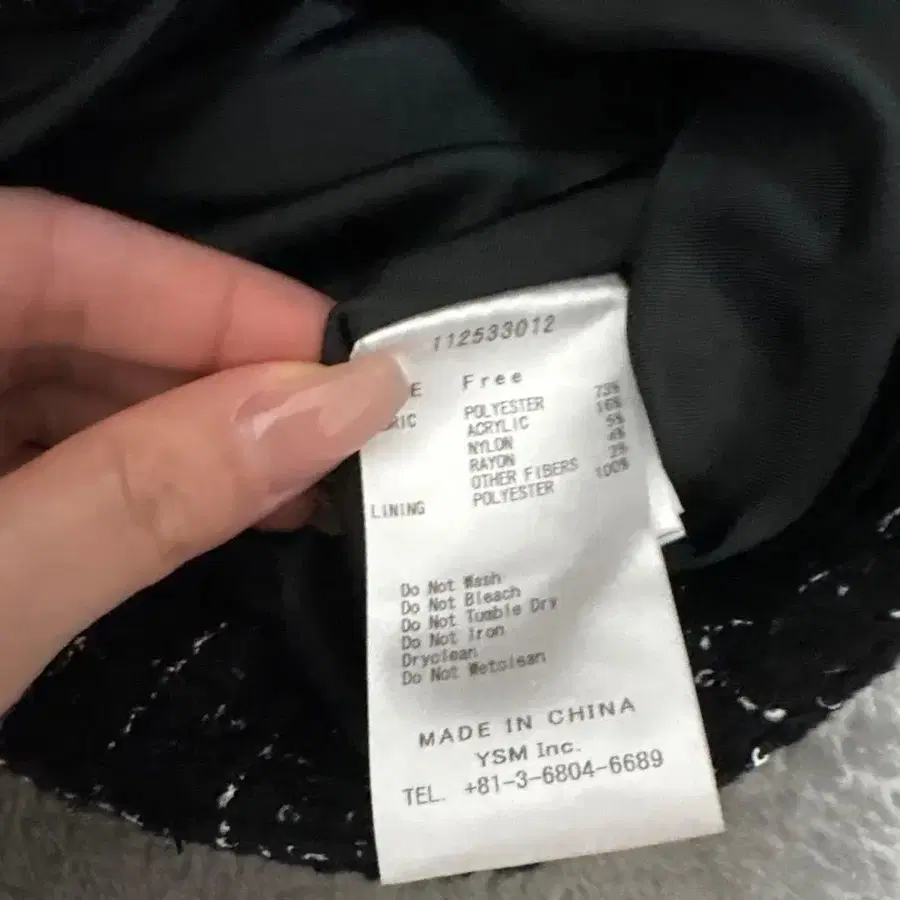 112533012
E Free
RIC POLYESTER 73%
ACRYLIC 16%
NYLON 5%
RAYON 4%
OTHER FIBERS 2%
LINING POLYESTER 100%
Do Not Wash
Do Not Bleach
Do Not Tumble Dry
Do Not Iron
Dryclean
Do Not Wetclean
MADE IN CHINA
YSM Inc.
TEL. +81-3-6804-6689